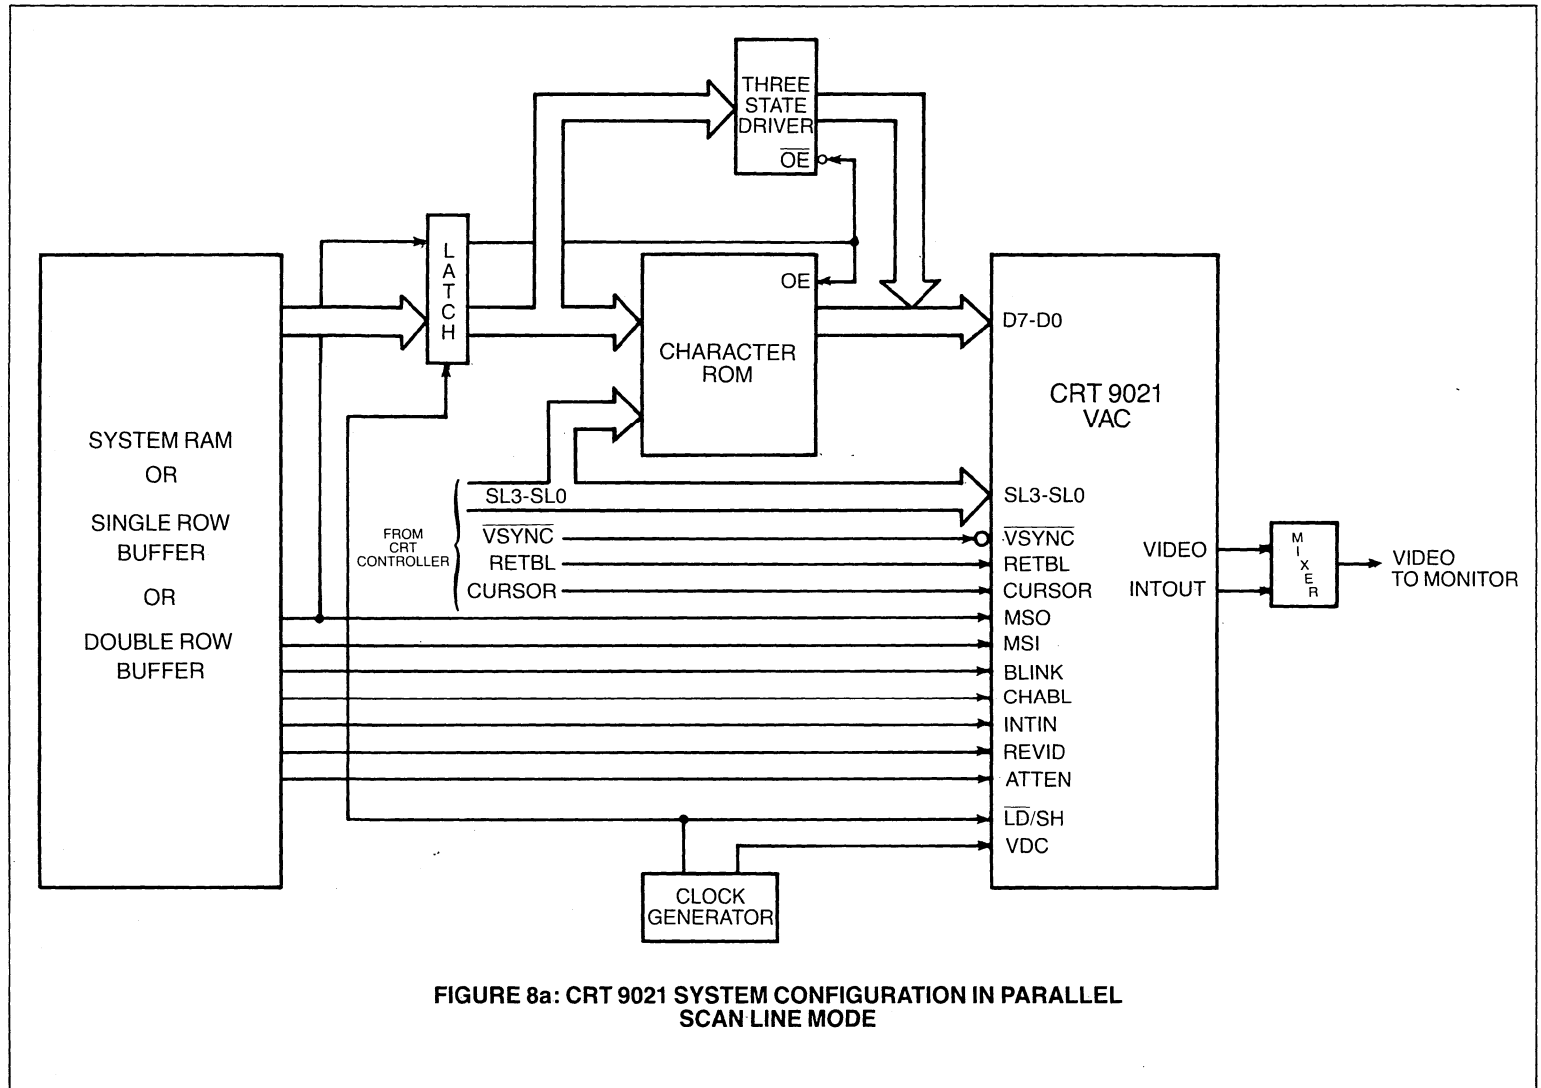 THREE
STATE
DRIVER
OE
LATCH
OE
SYSTEM RAM
OR
SINGLE ROW
BUFFER
OR
DOUBLE ROW
BUFFER
CHARACTER
ROM
D7-D0
CRT 9021
VAC
FROM
CRT
CONTROLLER
SL3-SL0
VSYNC
RETBL
CURSOR
SL3-SL0
VSYNC
RETBL
CURSOR
MSO
MSI
BLINK
CHABL
INTIN
REVID
ATTEN
LD/SH
VDC
VIDEO
INTOUT
MIXER
VIDEO
TO MONITOR
CLOCK
GENERATOR
FIGURE 8a: CRT 9021 SYSTEM CONFIGURATION IN PARALLEL
SCAN LINE MODE